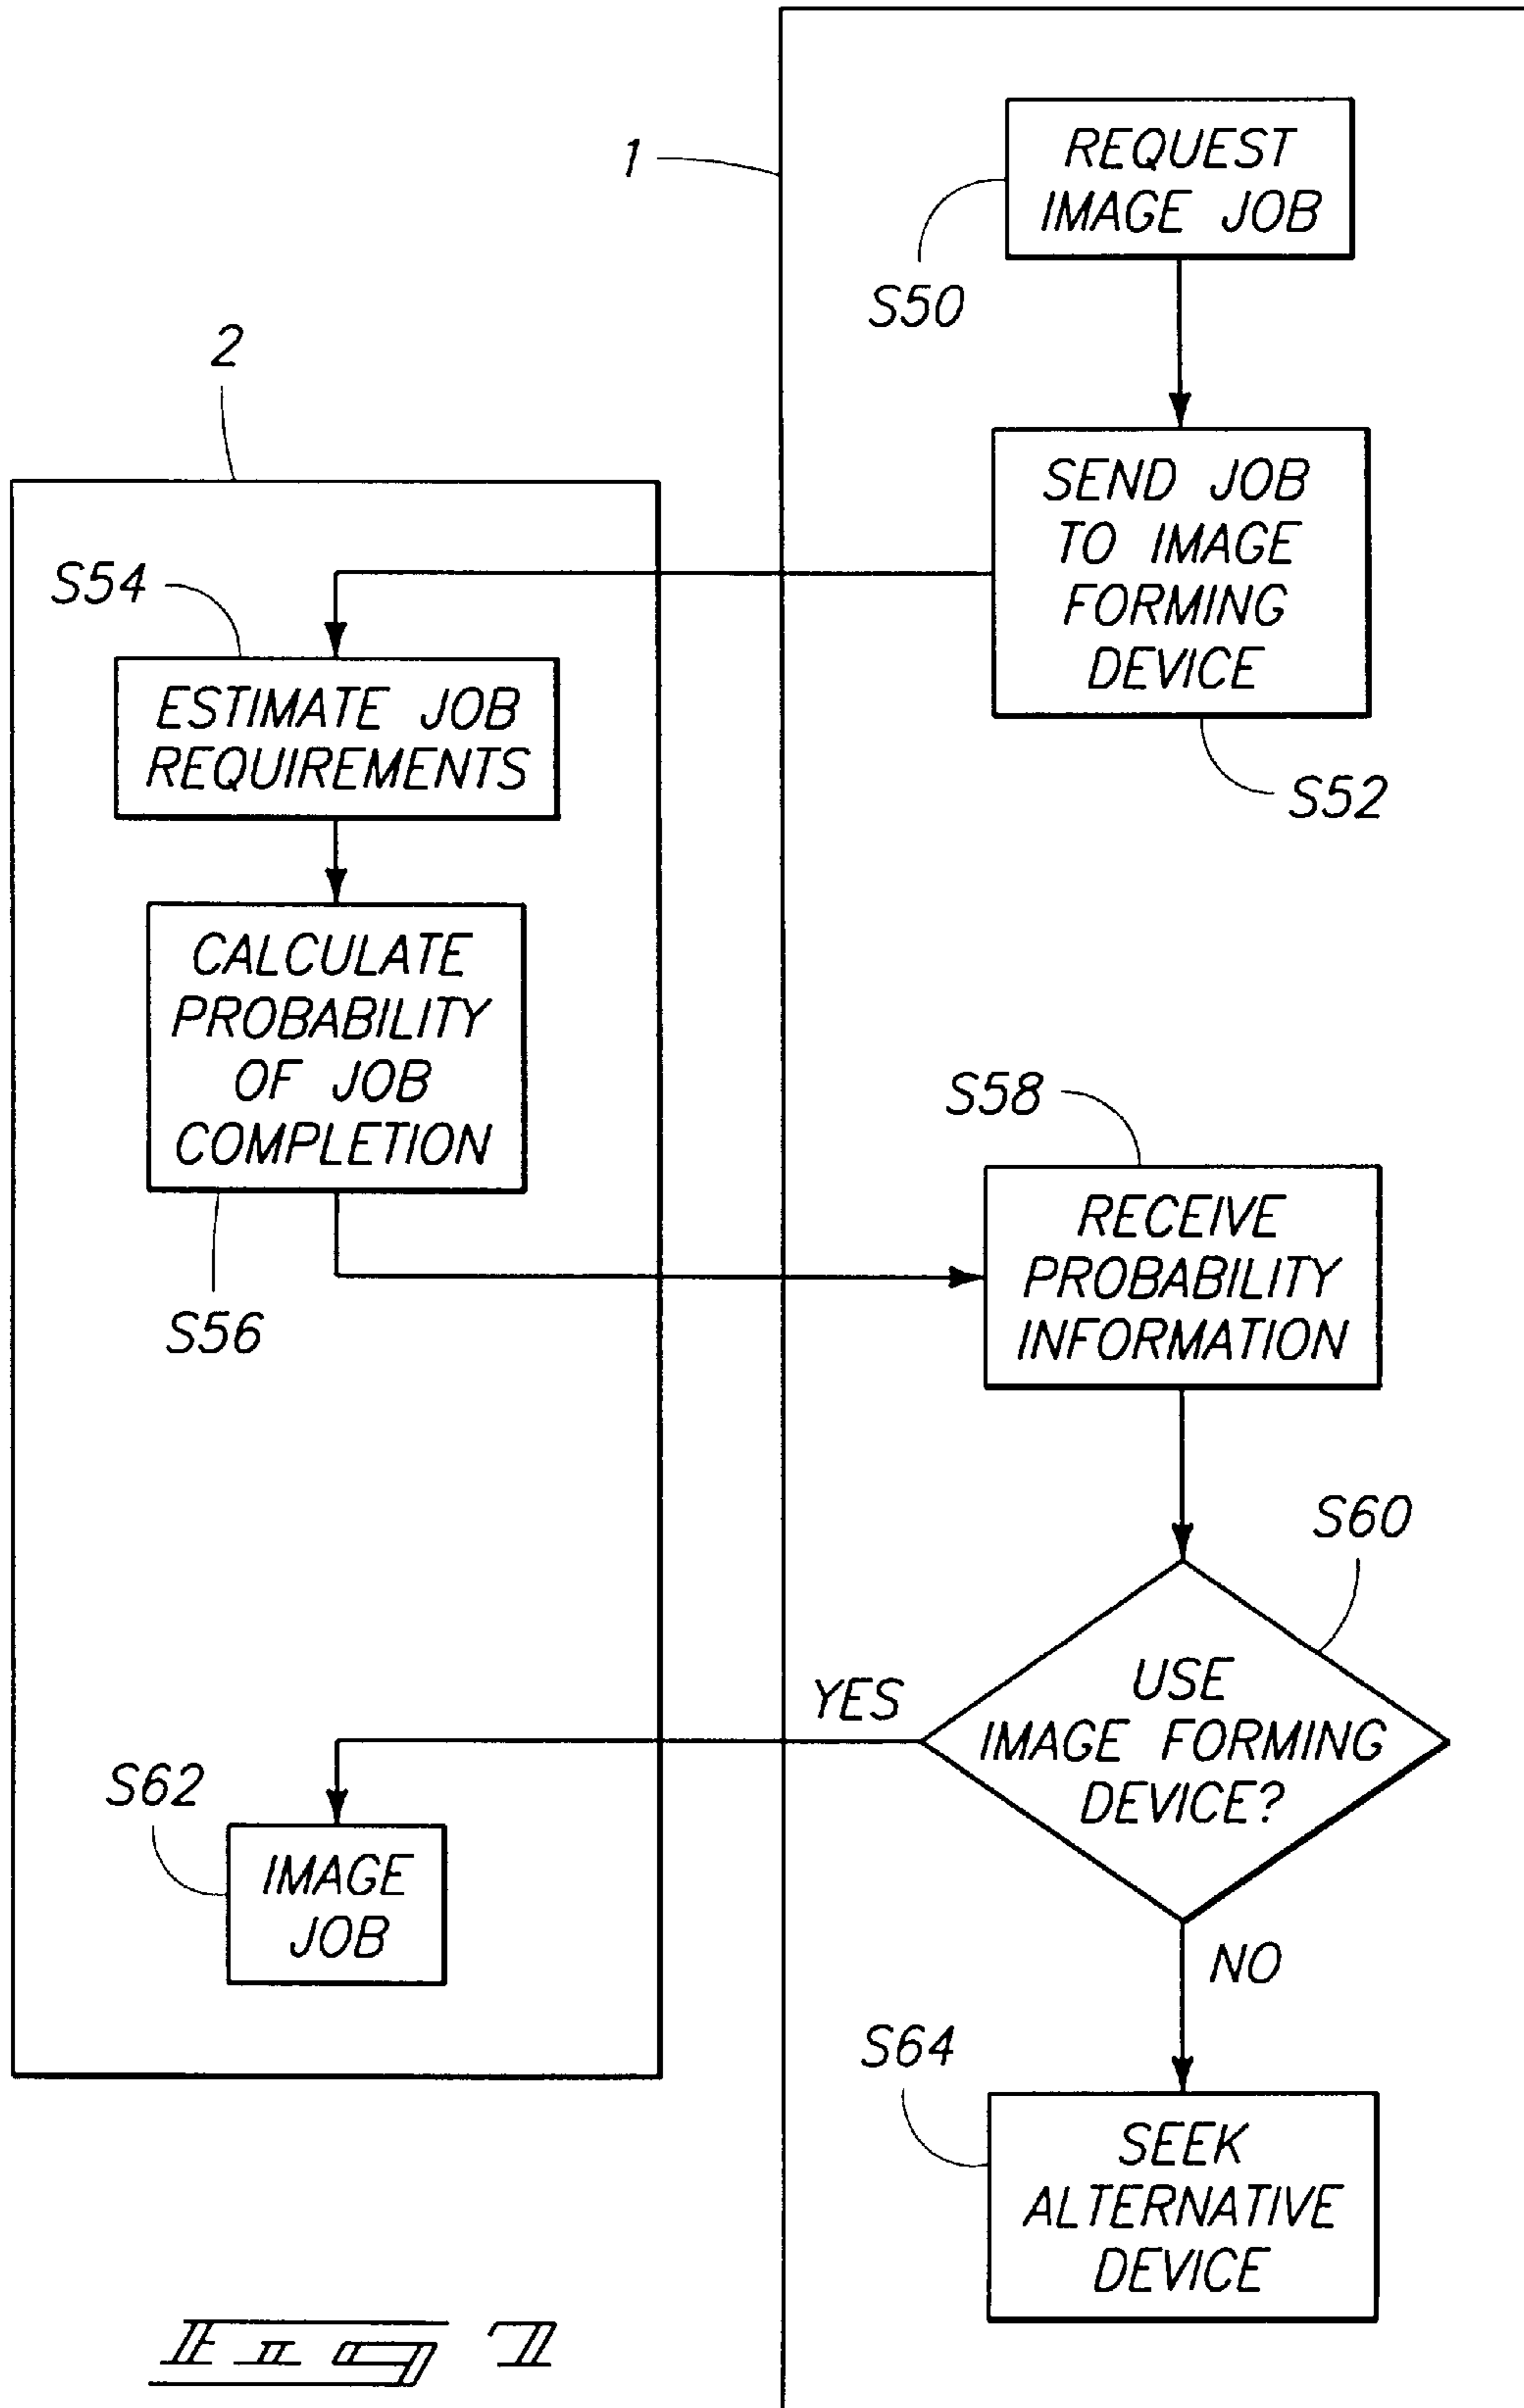 1
REQUEST
IMAGE JOB
S50
2
SEND JOB
TO IMAGE
FORMING
DEVICE
S52
S54
ESTIMATE JOB
REQUIREMENTS
CALCULATE
PROBABILITY
OF JOB
COMPLETION
S56
S58
RECEIVE
PROBABILITY
INFORMATION
S60
USE
IMAGE FORMING
DEVICE?
YES
S62
IMAGE
JOB
NO
S64
SEEK
ALTERNATIVE
DEVICE
Fig 7